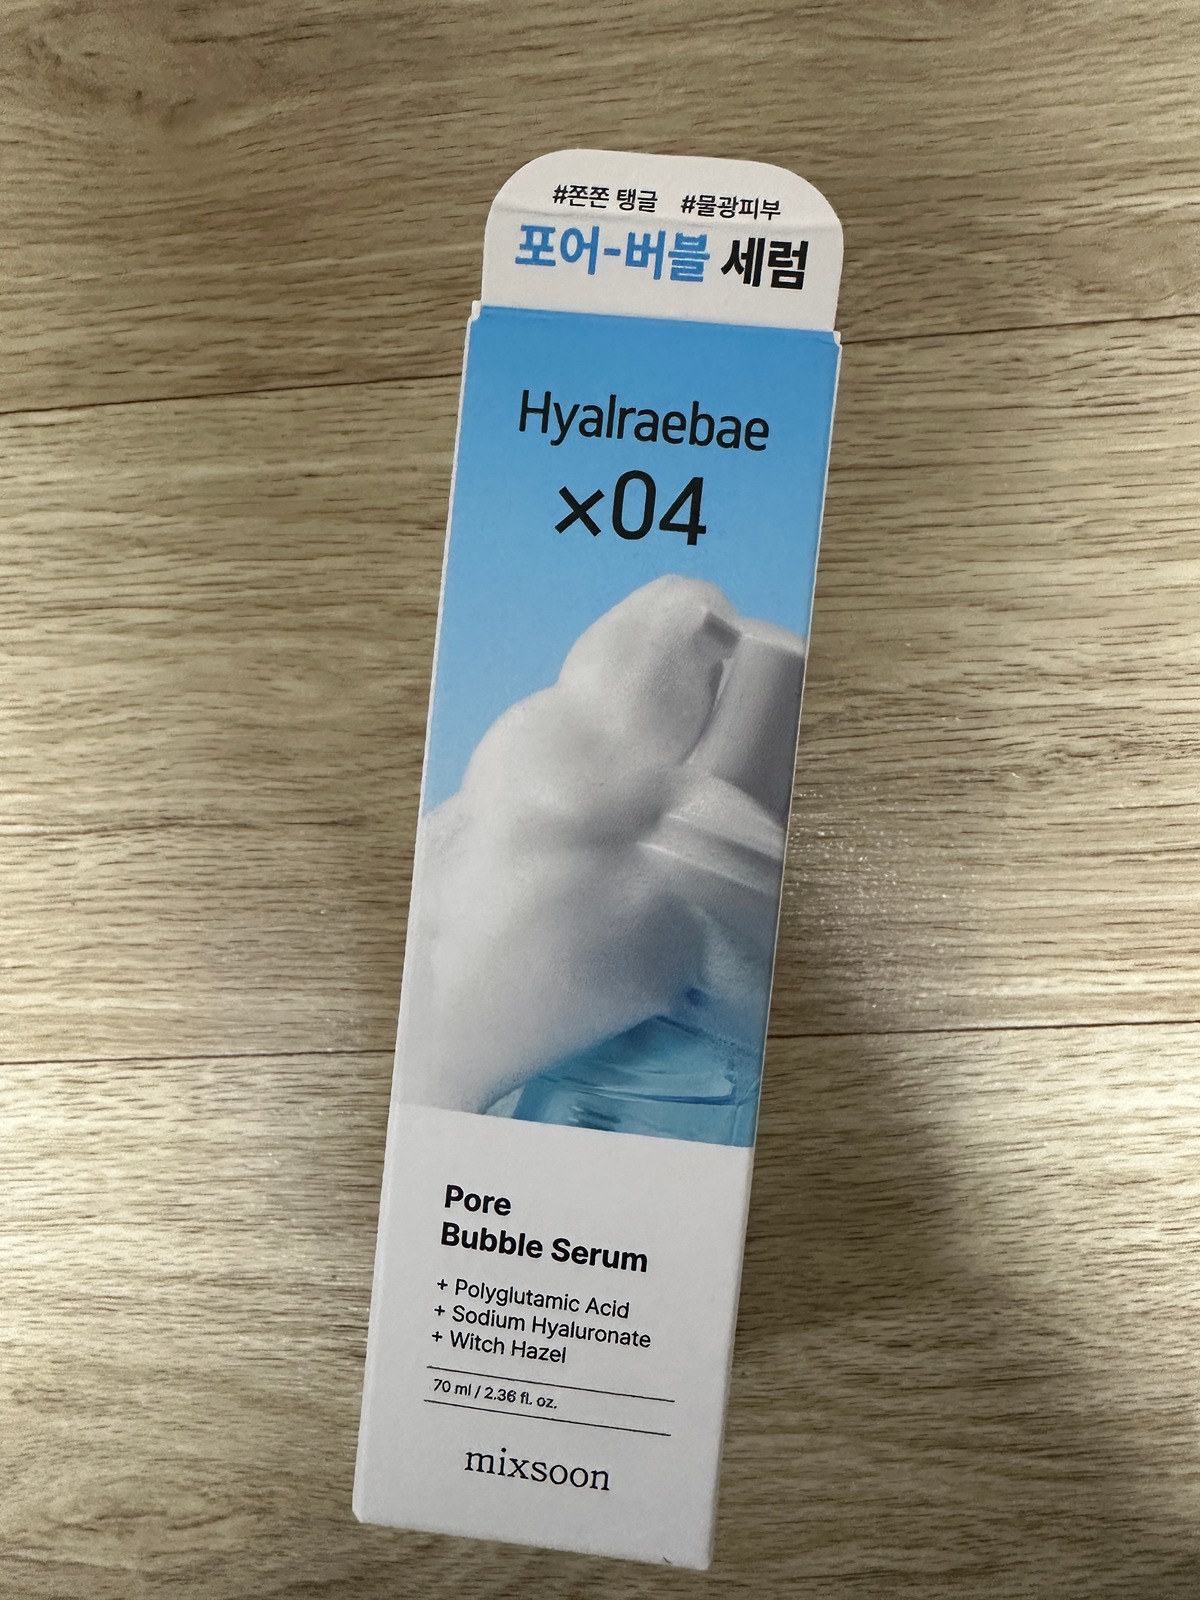 #쫀쫀 탱글 #물광피부
포어-버블 세럼
Hyalraebae
×04
Pore
Bubble Serum
+ Polyglutamic Acid
+ Sodium Hyaluronate
+ Witch Hazel
70 ml / 2.36 fl. oz.
mixsoon